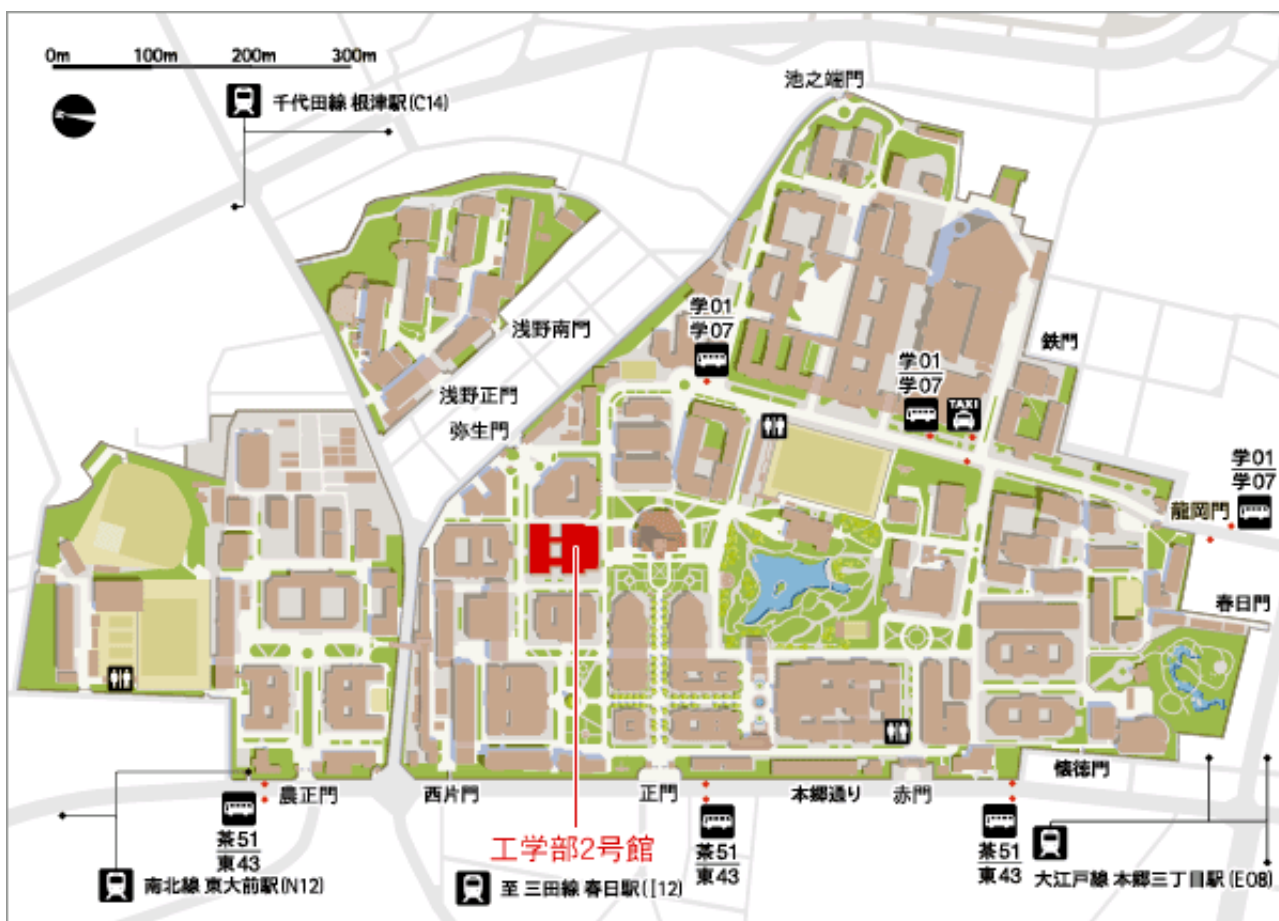 0m 100m 200m 300m
千代田線 根津駅(C14)
池之端門
学01
学07
浅野南門
鉄門
学01
学07
TAXI
浅野正門
弥生門
学01
学07
龍岡門
春日門
懐徳門
農正門
西片門
正門
本郷通り
赤門
茶51
東43
工学部2号館
茶51
東43
茶51
東43
南北線 東大前駅(N12)
至 三田線 春日駅(I12)
大江戸線 本郷三丁目駅(E08)